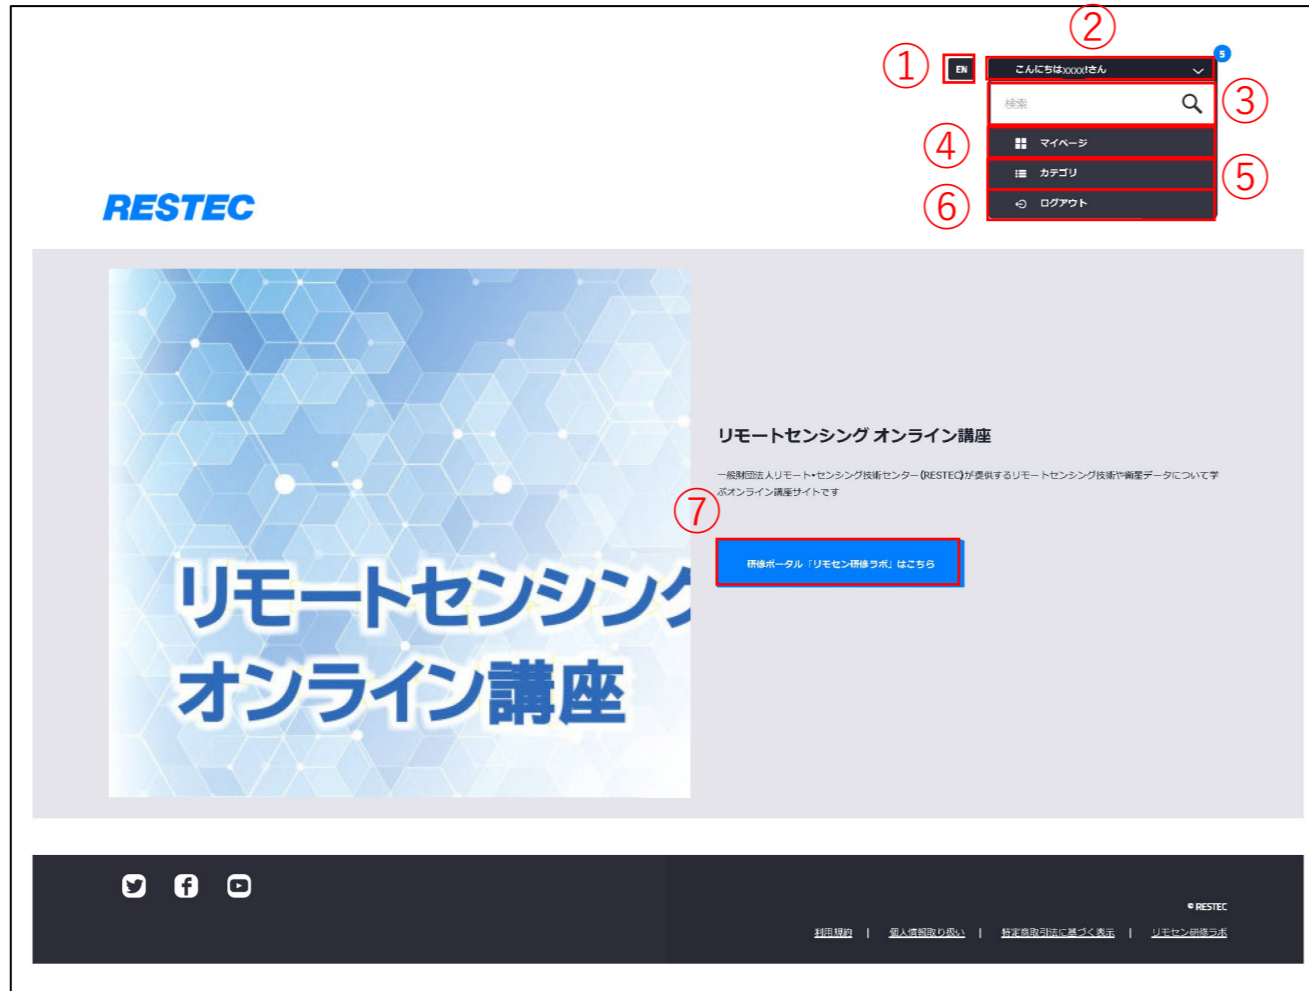 ②
5
① EN こんにちはxxxx!さん
検索 ③
④ マイページ
カテゴリ ⑤
⑥ ログアウト
RESTEC
リモートセンシング オンライン講座
一般財団法人リモート・センシング技術センター(RESTEC)が提供するリモートセンシング技術や衛星データについて学
ぶオンライン講座サイトです
⑦
研修ポータル「リモセン研修ラボ」はこちら
リモートセンシング
オンライン講座
© RESTEC
利用規約 | 個人情報取り扱い | 特定商取引法に基づく表示 | リモセン研修ラボ